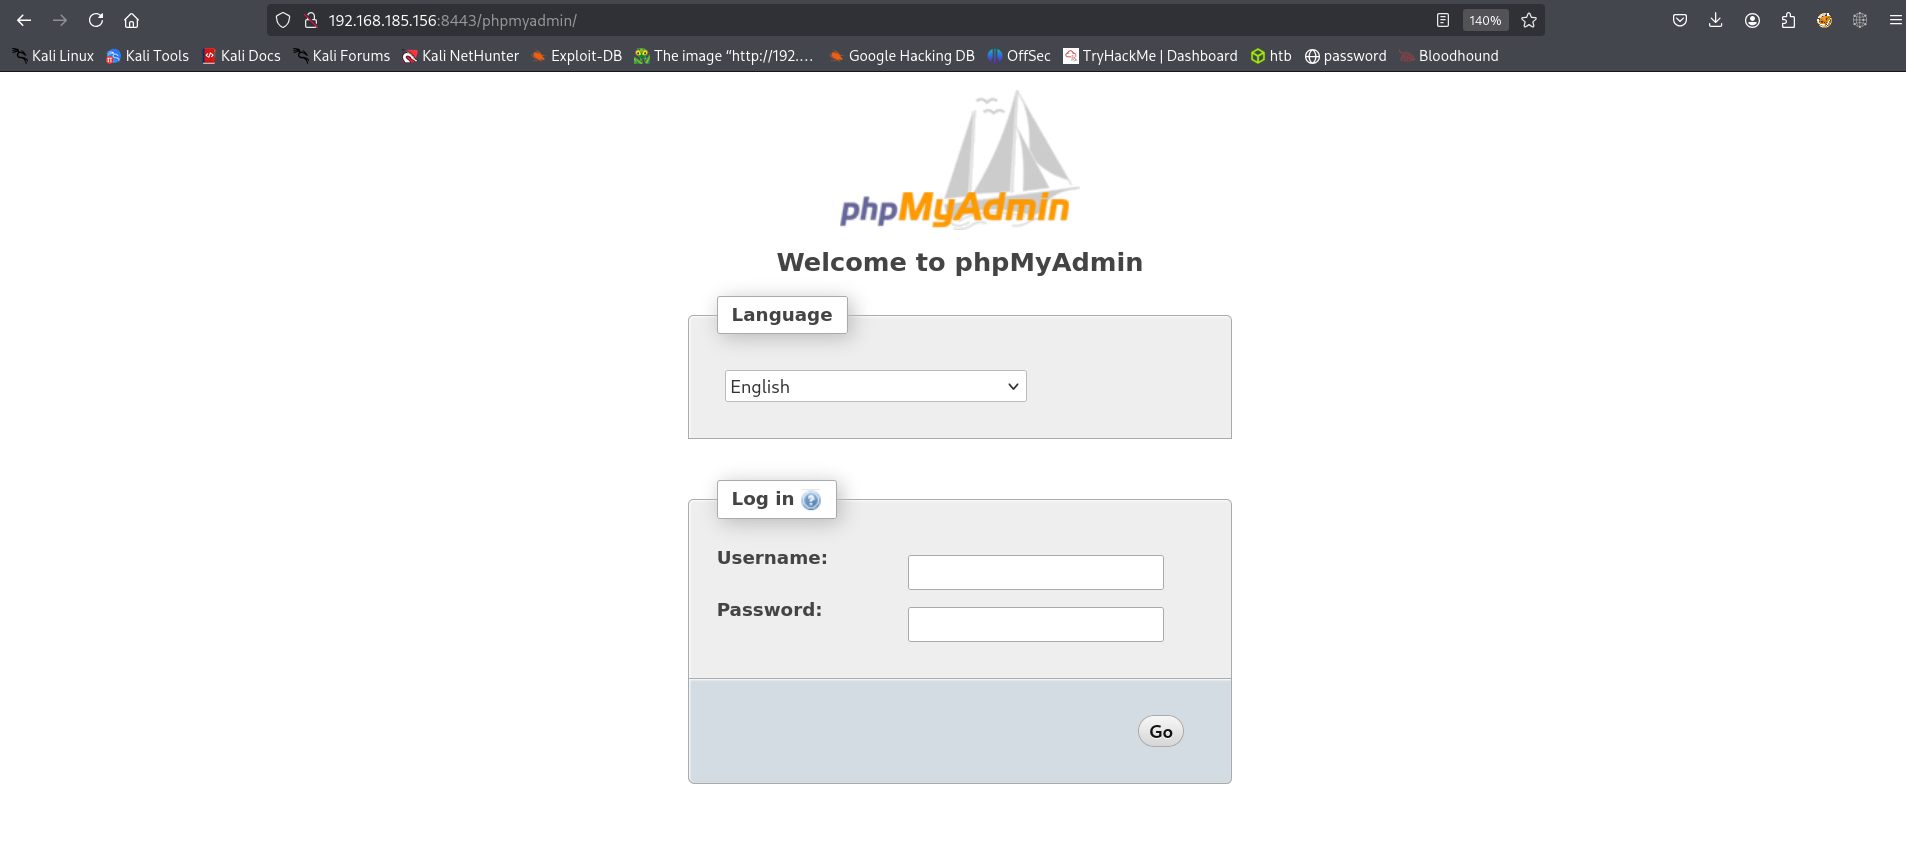 192.168.185.156:8443/phpmyadmin/ 140%
Kali Linux Kali Tools Kali Docs Kali Forums Kali NetHunter Exploit-DB The image “http://192.... Google Hacking DB OffSec TryHackMe | Dashboard htb password Bloodhound
phpMyAdmin
Welcome to phpMyAdmin
Language
English
Log in
Username:
Password:
Go